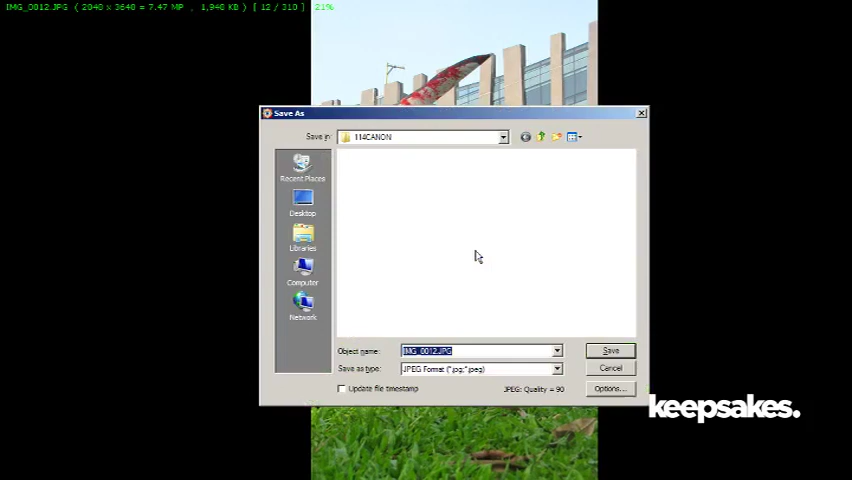 IMG_0012.JPG ( 2040 x 3640 = 7.47 MP , 1,940 KB ) [ 12 / 310 ] 21%
Save As
Save in: 114CANON
Recent Places
Desktop
Libraries
Computer
Network
Object name: IMG_0012.JPG Save
Save as type: JPEG Format (*.jpg;*.jpeg) Cancel
Update file timestamp JPEG: Quality = 90 Options...
keepsakes.